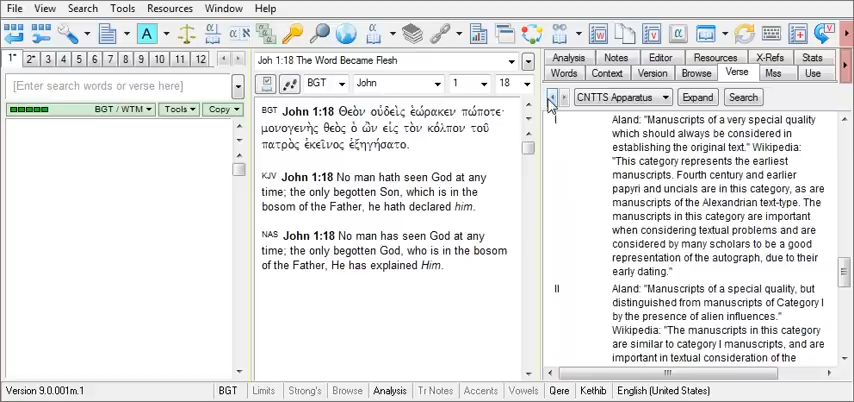 File View Search Tools Resources Window Help
1* 2* 3 4 5 6 7 8 9 10 11 12
[Enter search words or verse here]
BGT / WTM Tools Copy
Joh 1:18 The Word Became Flesh
BGT John 1 18
BGT John 1:18 Θεὸν οὐδεὶς ἑώρακεν πώποτε·
μονογενὴς θεὸς ὁ ὢν εἰς τὸν κόλπον τοῦ
πατρὸς ἐκεῖνος ἐξηγήσατο.
KJV John 1:18 No man hath seen God at any
time; the only begotten Son, which is in the
bosom of the Father, he hath declared him.
NAS John 1:18 No man has seen God at any
time; the only begotten God, who is in the bosom
of the Father, He has explained Him.
Analysis Notes Editor Resources X-Refs Stats
Words Context Version Browse Verse Mss Use
CNTTS Apparatus Expand Search
I Aland: "Manuscripts of a very special quality
which should always be considered in
establishing the original text." Wikipedia:
"This category represents the earliest
manuscripts. Fourth century and earlier
papyri and uncials are in this category, as are
manuscripts of the Alexandrian text-type. The
manuscripts in this category are important
when considering textual problems and are
considered by many scholars to be a good
representation of the autograph, due to their
early dating."
II Aland: "Manuscripts of a special quality, but
distinguished from manuscripts of Category I
by the presence of alien influences."
Wikipedia: "The manuscripts in this category
are similar to category I manuscripts, and are
important in textual consideration of the
Version 9.0.001m.1 BGT Limits Strong's Browse Analysis Tr Notes Accents Vowels Qere Kethib English (United States)